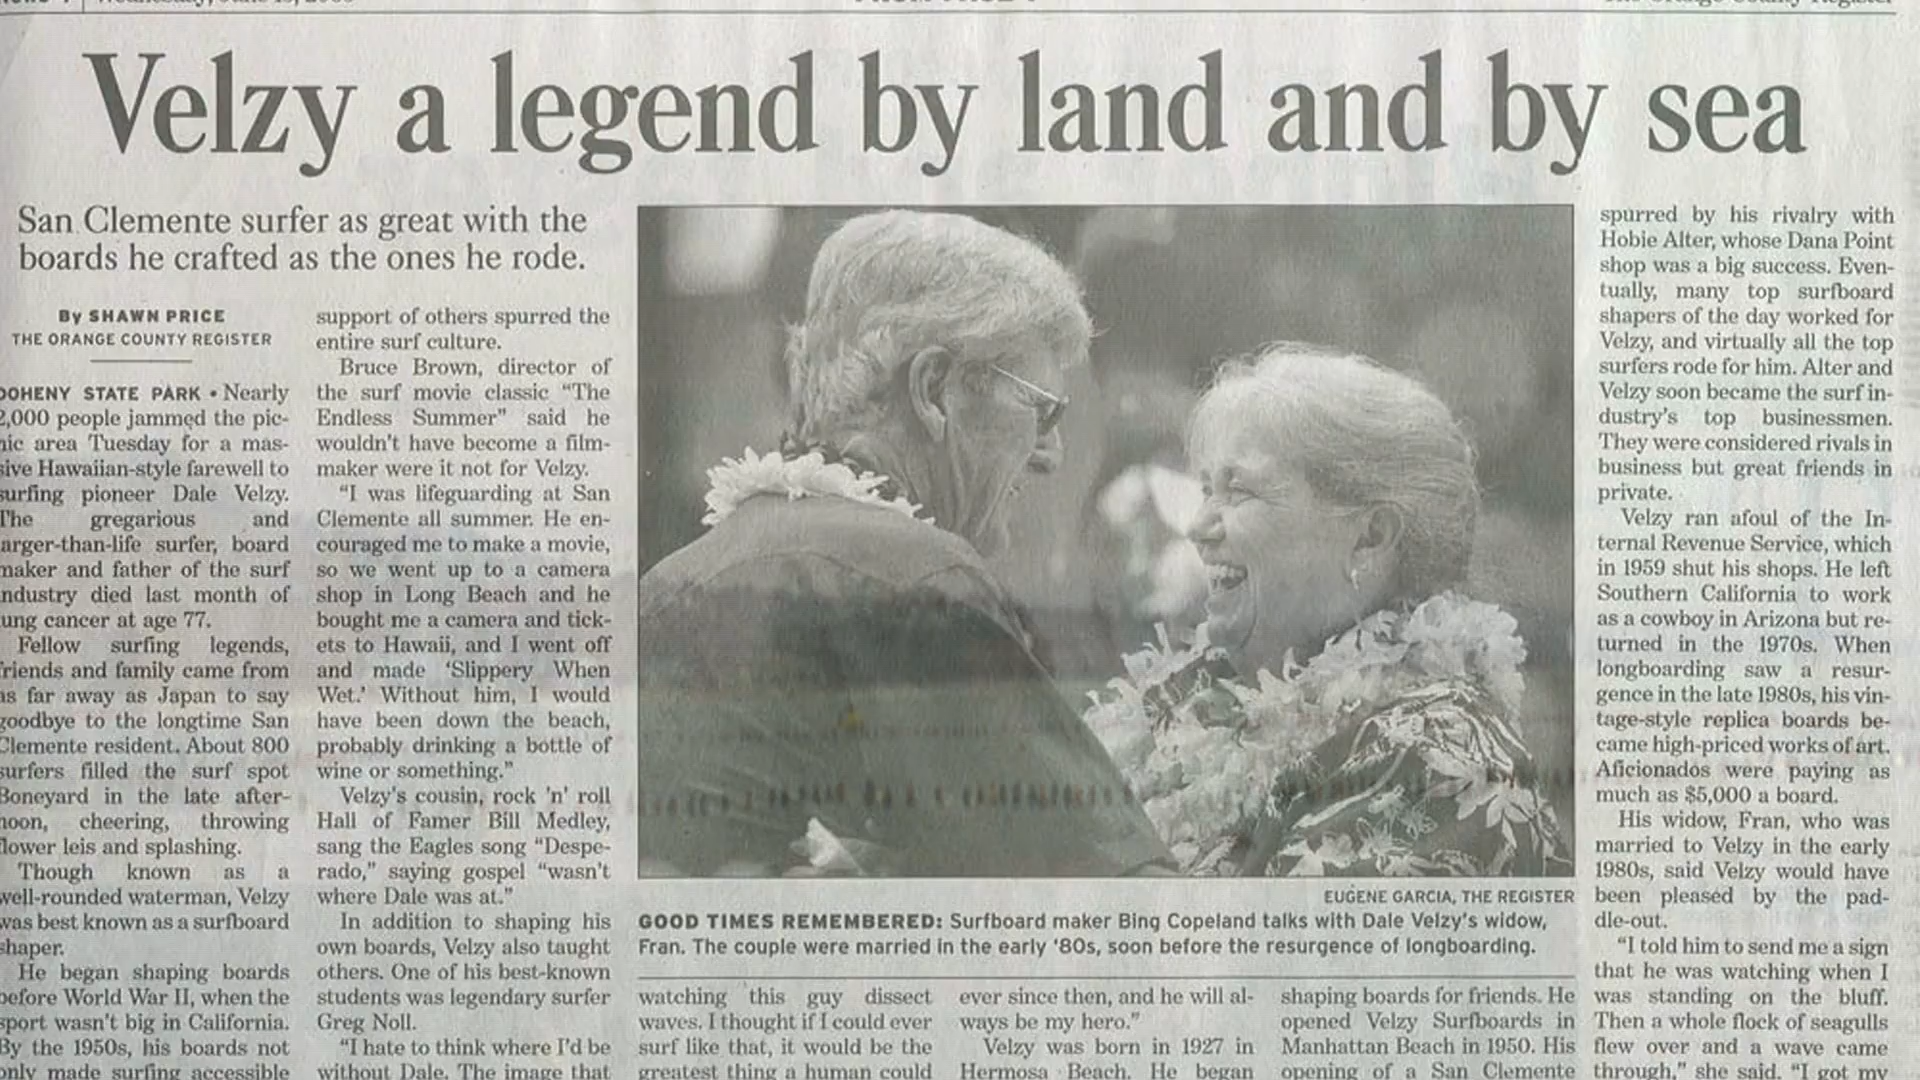 Velzy a legend by land and by sea
San Clemente surfer as great with the
boards he crafted as the ones he rode.
By SHAWN PRICE
THE ORANGE COUNTY REGISTER
DOHENY STATE PARK • Nearly
2,000 people jammed the pic-
nic area Tuesday for a mas-
sive Hawaiian-style farewell to
surfing pioneer Dale Velzy.
The gregarious and
larger-than-life surfer, board
maker and father of the surf
industry died last month of
lung cancer at age 77.
Fellow surfing legends,
friends and family came from
as far away as Japan to say
goodbye to the longtime San
Clemente resident. About 800
surfers filled the surf spot
Boneyard in the late after-
noon, cheering, throwing
flower leis and splashing.
Though known as a
well-rounded waterman, Velzy
was best known as a surfboard
shaper.
He began shaping boards
before World War II, when the
sport wasn't big in California.
By the 1950s, his boards not
only made surfing accessible
support of others spurred the
entire surf culture.
Bruce Brown, director of
the surf movie classic “The
Endless Summer” said he
wouldn't have become a film-
maker were it not for Velzy.
“I was lifeguarding at San
Clemente all summer. He en-
couraged me to make a movie,
so we went up to a camera
shop in Long Beach and he
bought me a camera and tick-
ets to Hawaii, and I went off
and made ‘Slippery When
Wet.’ Without him, I would
have been down the beach,
probably drinking a bottle of
wine or something.”
Velzy's cousin, rock 'n' roll
Hall of Famer Bill Medley,
sang the Eagles song “Despe-
rado,” saying gospel “wasn't
where Dale was at.”
In addition to shaping his
own boards, Velzy also taught
others. One of his best-known
students was legendary surfer
Greg Noll.
“I hate to think where I'd be
without Dale. The image that
EUGENE GARCIA, THE REGISTER
GOOD TIMES REMEMBERED: Surfboard maker Bing Copeland talks with Dale Velzy's widow,
Fran. The couple were married in the early '80s, soon before the resurgence of longboarding.
watching this guy dissect
waves. I thought if I could ever
surf like that, it would be the
greatest thing a human could
ever since then, and he will al-
ways be my hero.”
Velzy was born in 1927 in
Hermosa Beach. He began
shaping boards for friends. He
opened Velzy Surfboards in
Manhattan Beach in 1950. His
opening of a San Clemente
spurred by his rivalry with
Hobie Alter, whose Dana Point
shop was a big success. Even-
tually, many top surfboard
shapers of the day worked for
Velzy, and virtually all the top
surfers rode for him. Alter and
Velzy soon became the surf in-
dustry's top businessmen.
They were considered rivals in
business but great friends in
private.
Velzy ran afoul of the In-
ternal Revenue Service, which
in 1959 shut his shops. He left
Southern California to work
as a cowboy in Arizona but re-
turned in the 1970s. When
longboarding saw a resur-
gence in the late 1980s, his vin-
tage-style replica boards be-
came high-priced works of art.
Aficionados were paying as
much as $5,000 a board.
His widow, Fran, who was
married to Velzy in the early
1980s, said Velzy would have
been pleased by the pad-
dle-out.
“I told him to send me a sign
that he was watching when I
was standing on the bluff.
Then a whole flock of seagulls
flew over and a wave came
through,” she said. “I got my